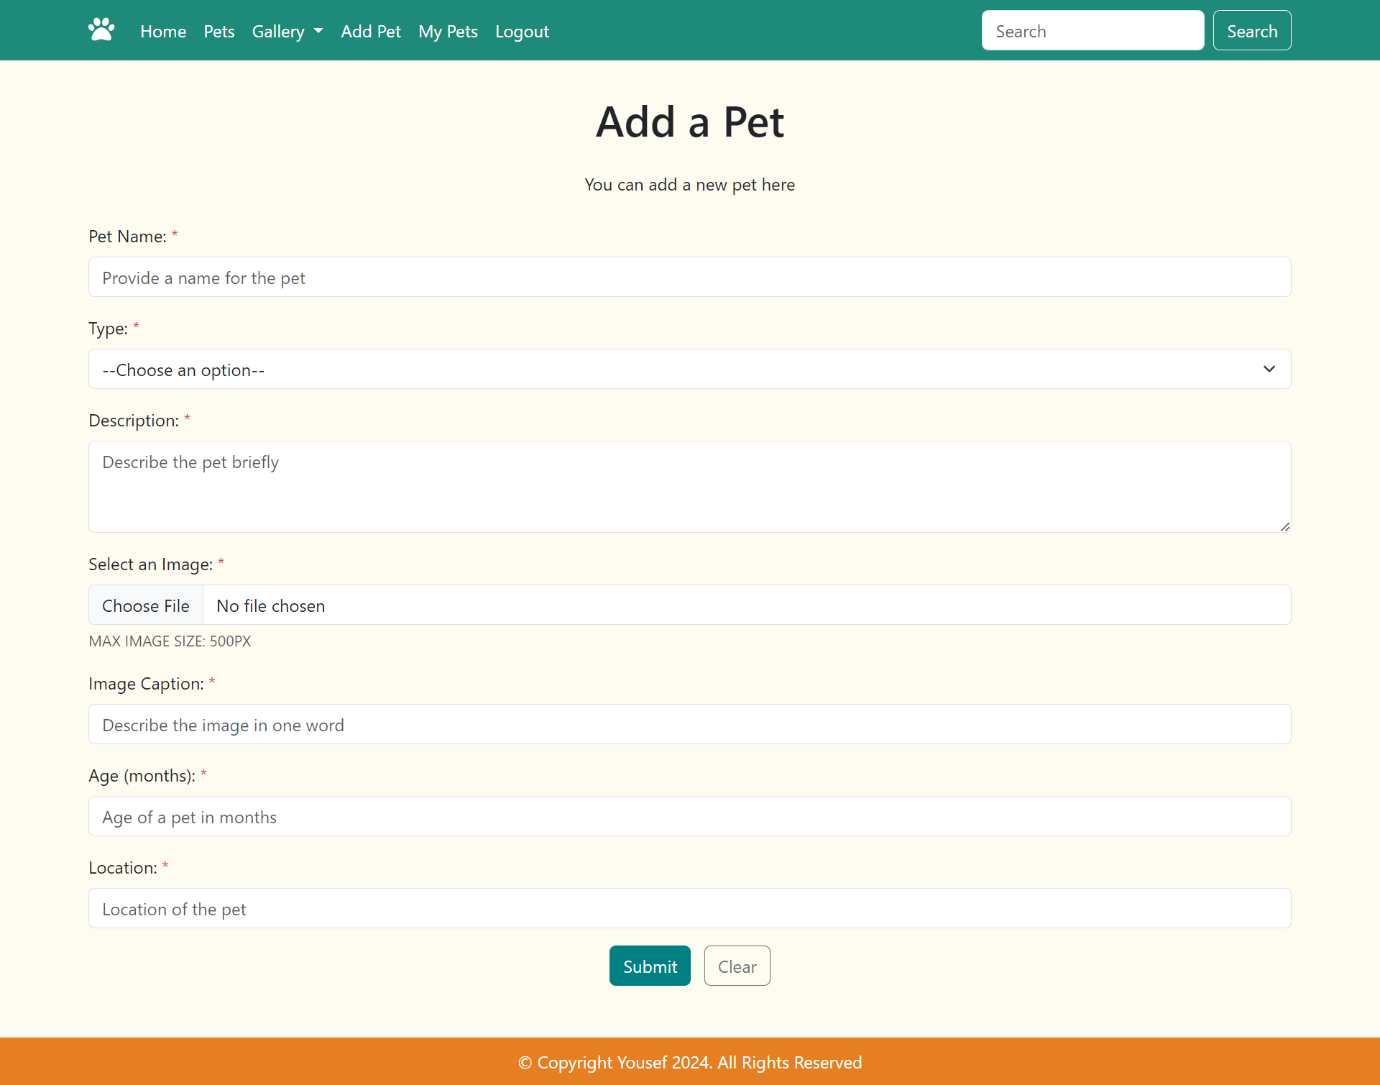 Home Pets Gallery Add Pet My Pets Logout Search Search
Add a Pet
You can add a new pet here
Pet Name: *
Provide a name for the pet
Type: *
--Choose an option--
Description: *
Describe the pet briefly
Select an Image: *
Choose File No file chosen
MAX IMAGE SIZE: 500PX
Image Caption: *
Describe the image in one word
Age (months): *
Age of a pet in months
Location: *
Location of the pet
Submit Clear
© Copyright Yousef 2024. All Rights Reserved